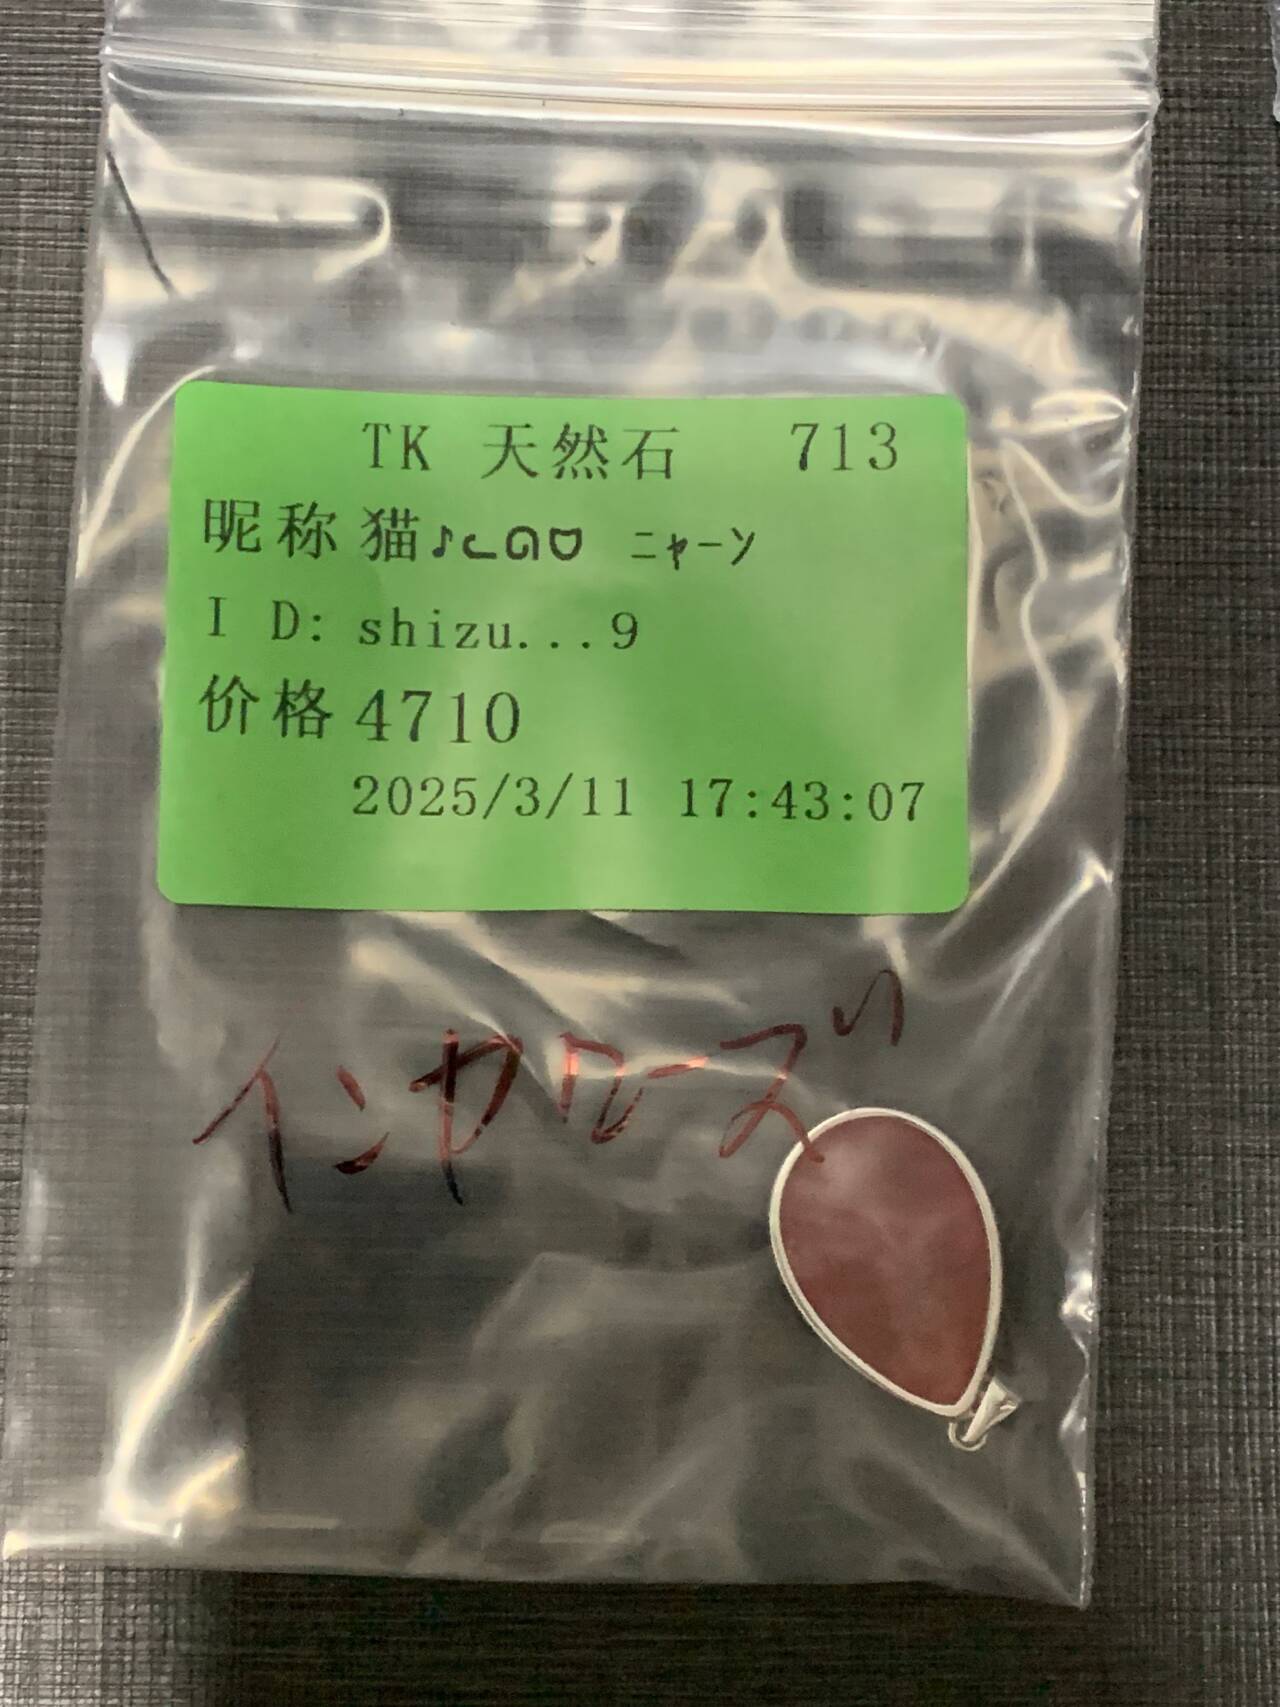 TK 天然石 713
昵称 猫♪ᓚᘏᗢ ニャーン
I D: shizu...9
价格 4710
2025/3/11 17:43:07
インカローズ